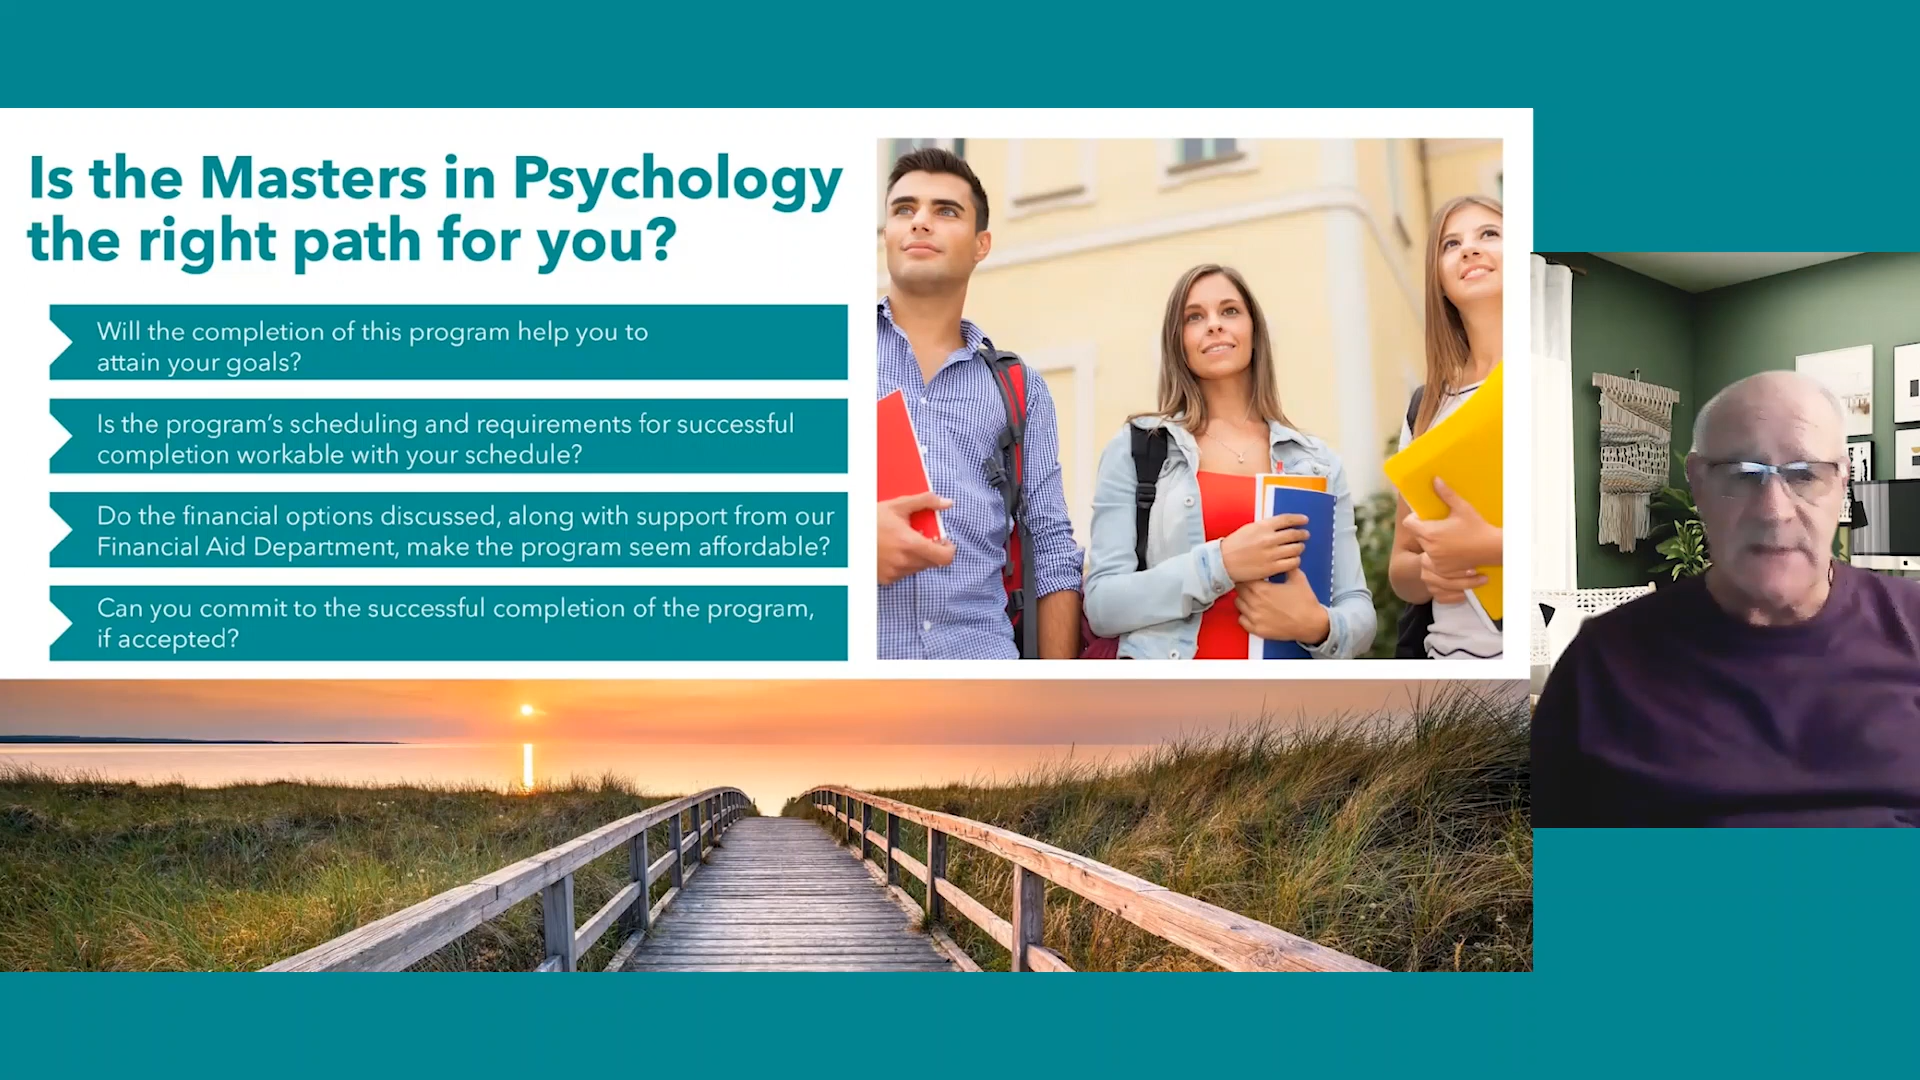 Is the Masters in Psychology
the right path for you?
Will the completion of this program help you to
attain your goals?
Is the program's scheduling and requirements for successful
completion workable with your schedule?
Do the financial options discussed, along with support from our
Financial Aid Department, make the program seem affordable?
Can you commit to the successful completion of the program,
if accepted?